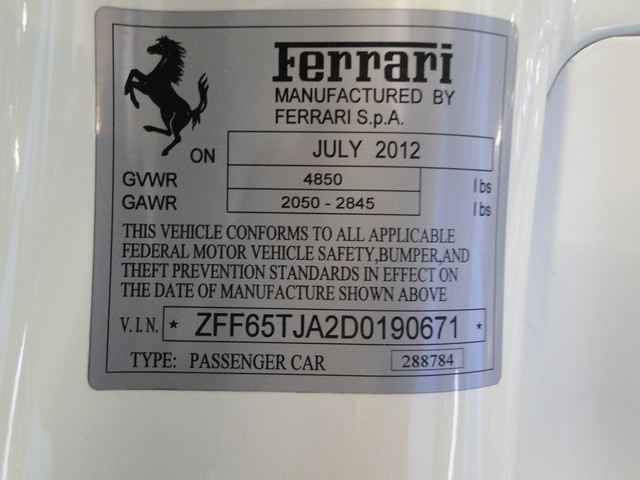 Ferrari
MANUFACTURED BY
FERRARI S.p.A.
ON JULY 2012
GVWR 4850 lbs
GAWR 2050 - 2845 lbs
THIS VEHICLE CONFORMS TO ALL APPLICABLE
FEDERAL MOTOR VEHICLE SAFETY,BUMPER,AND
THEFT PREVENTION STANDARDS IN EFFECT ON
THE DATE OF MANUFACTURE SHOWN ABOVE
V.I.N. * ZFF65TJA2D0190671 *
TYPE: PASSENGER CAR 288784